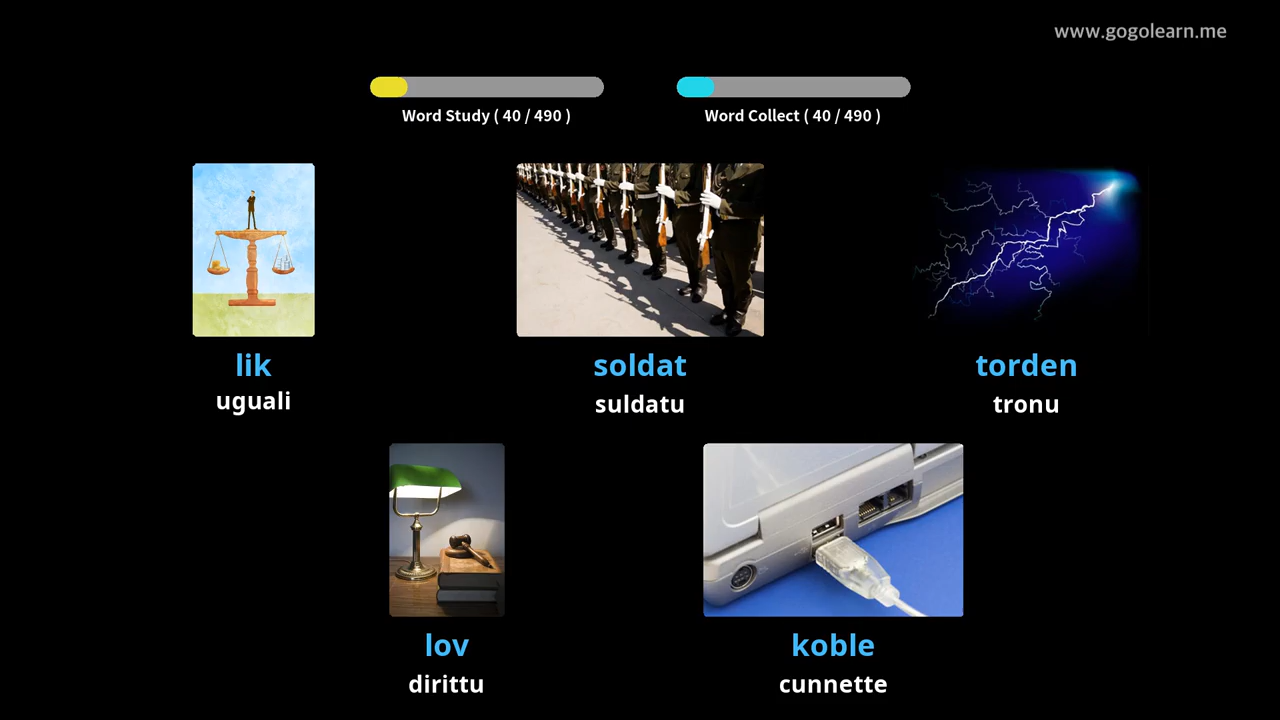 www.gogolearn.me
Word Study ( 40 / 490 )
Word Collect ( 40 / 490 )
lik
uguali
soldat
suldatu
torden
tronu
lov
dirittu
koble
cunnette